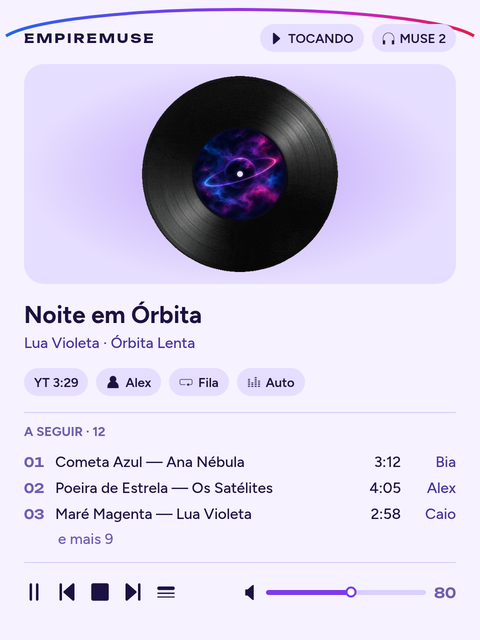 EMPIREMUSE
TOCANDO
MUSE 2
Noite em Órbita
Lua Violeta · Órbita Lenta
YT 3:29
Alex
Fila
Auto
A SEGUIR · 12
01 Cometa Azul — Ana Nébula 3:12 Bia
02 Poeira de Estrela — Os Satélites 4:05 Alex
03 Maré Magenta — Lua Violeta 2:58 Caio
e mais 9
80